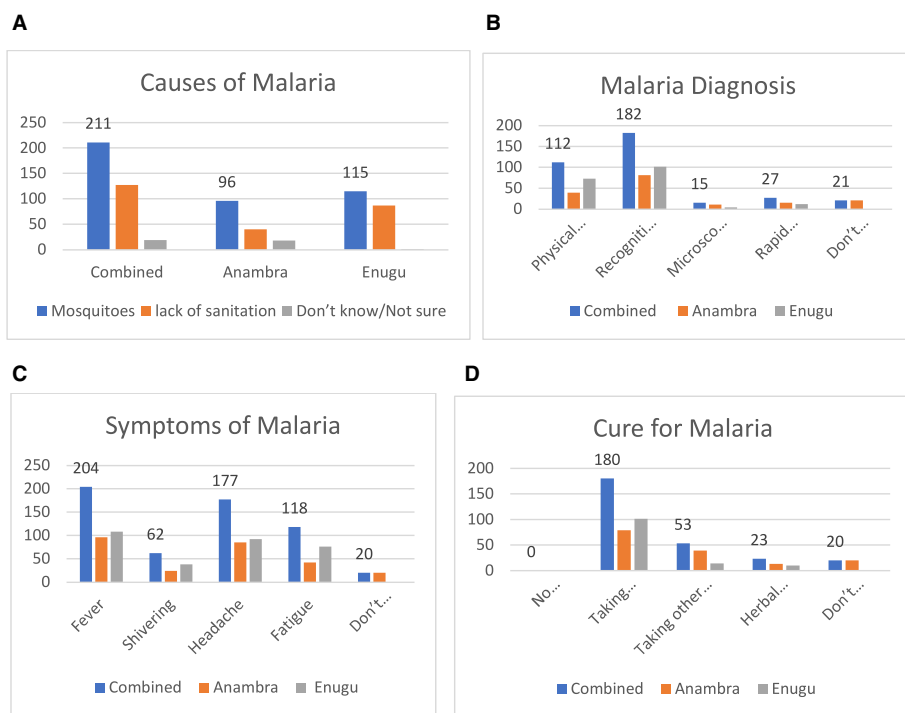 A
Causes of Malaria
250
200
150
100
50
0
211
96
115
Combined
Anambra
Enugu
Mosquitoes
lack of sanitation
Don't know/Not sure
B
Malaria Diagnosis
200
150
100
50
0
112
182
15
27
21
Physical...
Recogniti...
Microsco...
Rapid...
Don't...
Combined
Anambra
Enugu
C
Symptoms of Malaria
250
200
150
100
50
0
204
62
177
118
20
Fever
Shivering
Headache
Fatigue
Don't...
Combined
Anambra
Enugu
D
Cure for Malaria
200
150
100
50
0
0
180
53
23
20
No...
Taking...
Taking other...
Herbal...
Don't...
Combined
Anambra
Enugu